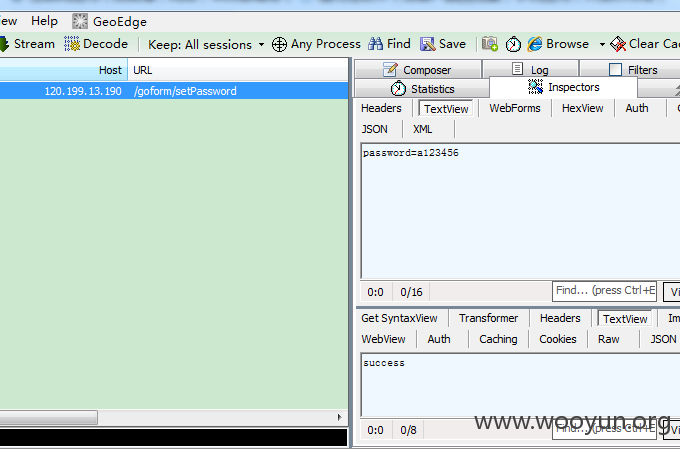 iew Help GeoEdge
Stream Decode Keep: All sessions Any Process Find Save Browse Clear Cac
Host URL
120.199.13.190 /goform/setPassword
Composer Log Filters
Statistics Inspectors
Headers TextView WebForms HexView Auth C
JSON XML
password=a123456
0:0 0/16 Find... (press Ctrl+E Vi
Get SyntaxView Transformer Headers TextView Im
WebView Auth Caching Cookies Raw JSON
success
0:0 0/8 Find... (press Ctrl+E Vi
www.wooyun.org